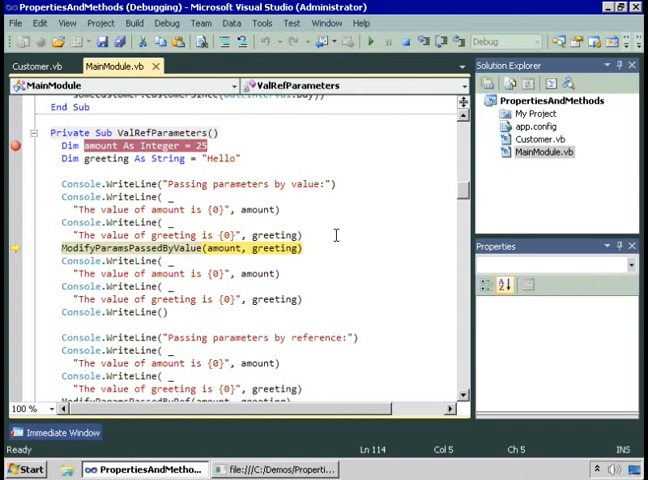 PropertiesAndMethods (Debugging) - Microsoft Visual Studio (Administrator)
File Edit View Project Build Debug Team Data Tools Test Window Help
Debug
Customer.vb MainModule.vb
MainModule ValRefParameters
End Sub
Private Sub ValRefParameters()
Dim amount As Integer = 25
Dim greeting As String = "Hello"
Console.WriteLine("Passing parameters by value:")
Console.WriteLine( _
"The value of amount is {0}", amount)
Console.WriteLine( _
"The value of greeting is {0}", greeting)
ModifyParamsPassedByValue(amount, greeting)
Console.WriteLine( _
"The value of amount is {0}", amount)
Console.WriteLine( _
"The value of greeting is {0}", greeting)
Console.WriteLine()
Console.WriteLine("Passing parameters by reference:")
Console.WriteLine( _
"The value of amount is {0}", amount)
Console.WriteLine( _
"The value of greeting is {0}", greeting)
ModifyParamsPassedByRef(amount, greeting)
100 %
Solution Explorer
PropertiesAndMethods
My Project
app.config
Customer.vb
MainModule.vb
Properties
Immediate Window
Ready Ln 114 Col 5 Ch 5 INS
Start PropertiesAndMetho... file:///C:/Demos/Properti...